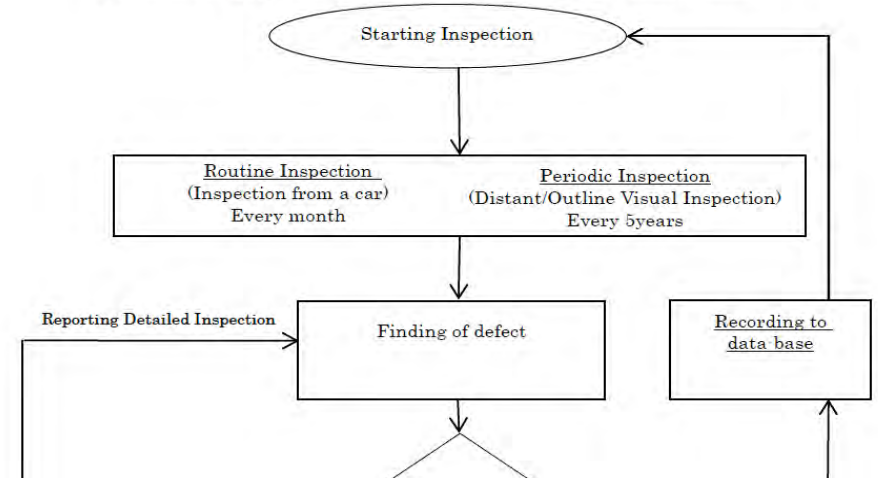 Starting Inspection
Routine Inspection
(Inspection from a car)
Every month
Periodic Inspection
(Distant/Outline Visual Inspection)
Every 5years
Reporting Detailed Inspection
Finding of defect
Recording to
data base